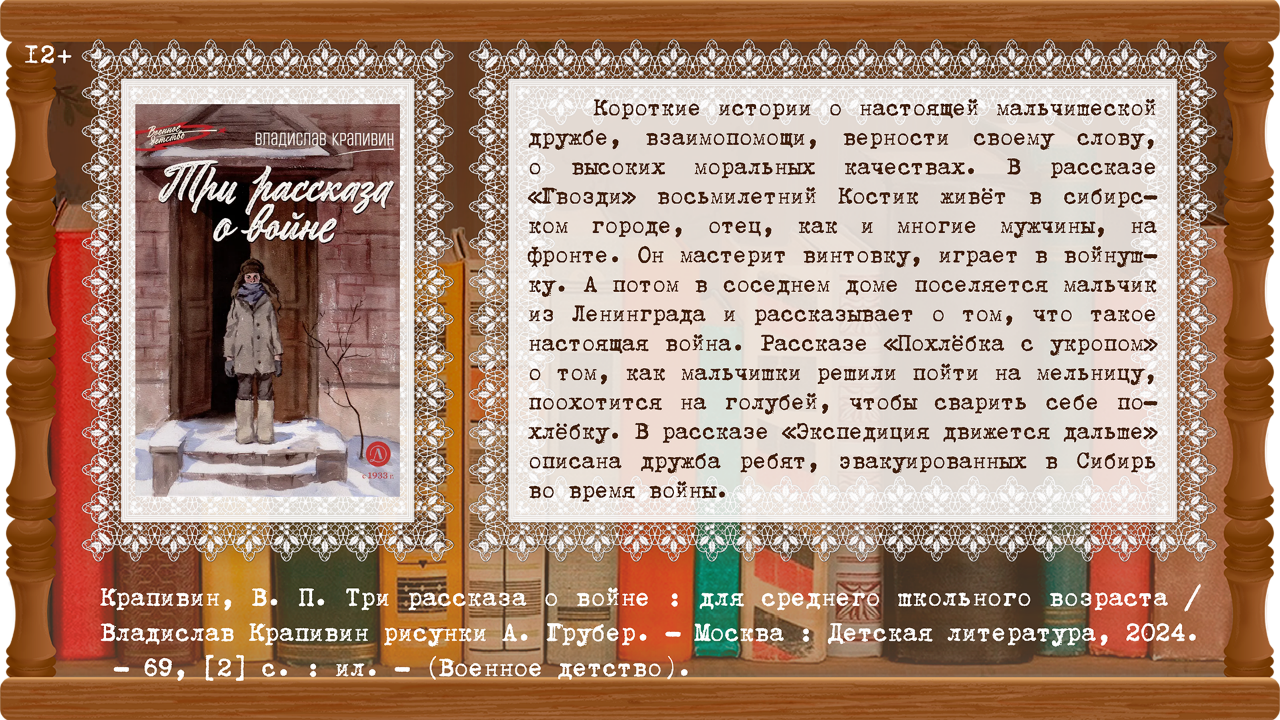 12+
Военное детство
ВЛАДИСЛАВ КРАПИВИН
Три рассказа
о войне
с 1933 г.
Короткие истории о настоящей мальчишеской
дружбе, взаимопомощи, верности своему слову,
о высоких моральных качествах. В рассказе
«Гвозди» восьмилетний Костик живёт в сибирс-
ком городе, отец, как и многие мужчины, на
фронте. Он мастерит винтовку, играет в войнуш-
ку. А потом в соседнем доме поселяется мальчик
из Ленинграда и рассказывает о том, что такое
настоящая война. Рассказе «Похлёбка с укропом»
о том, как мальчишки решили пойти на мельницу,
поохотится на голубей, чтобы сварить себе по-
хлёбку. В рассказе «Экспедиция движется дальше»
описана дружба ребят, эвакуированных в Сибирь
во время войны.
Крапивин, В. П. Три рассказа о войне : для среднего школьного возраста /
Владислав Крапивин рисунки А. Грубер. – Москва : Детская литература, 2024.
– 69, [2] с. : ил. – (Военное детство).